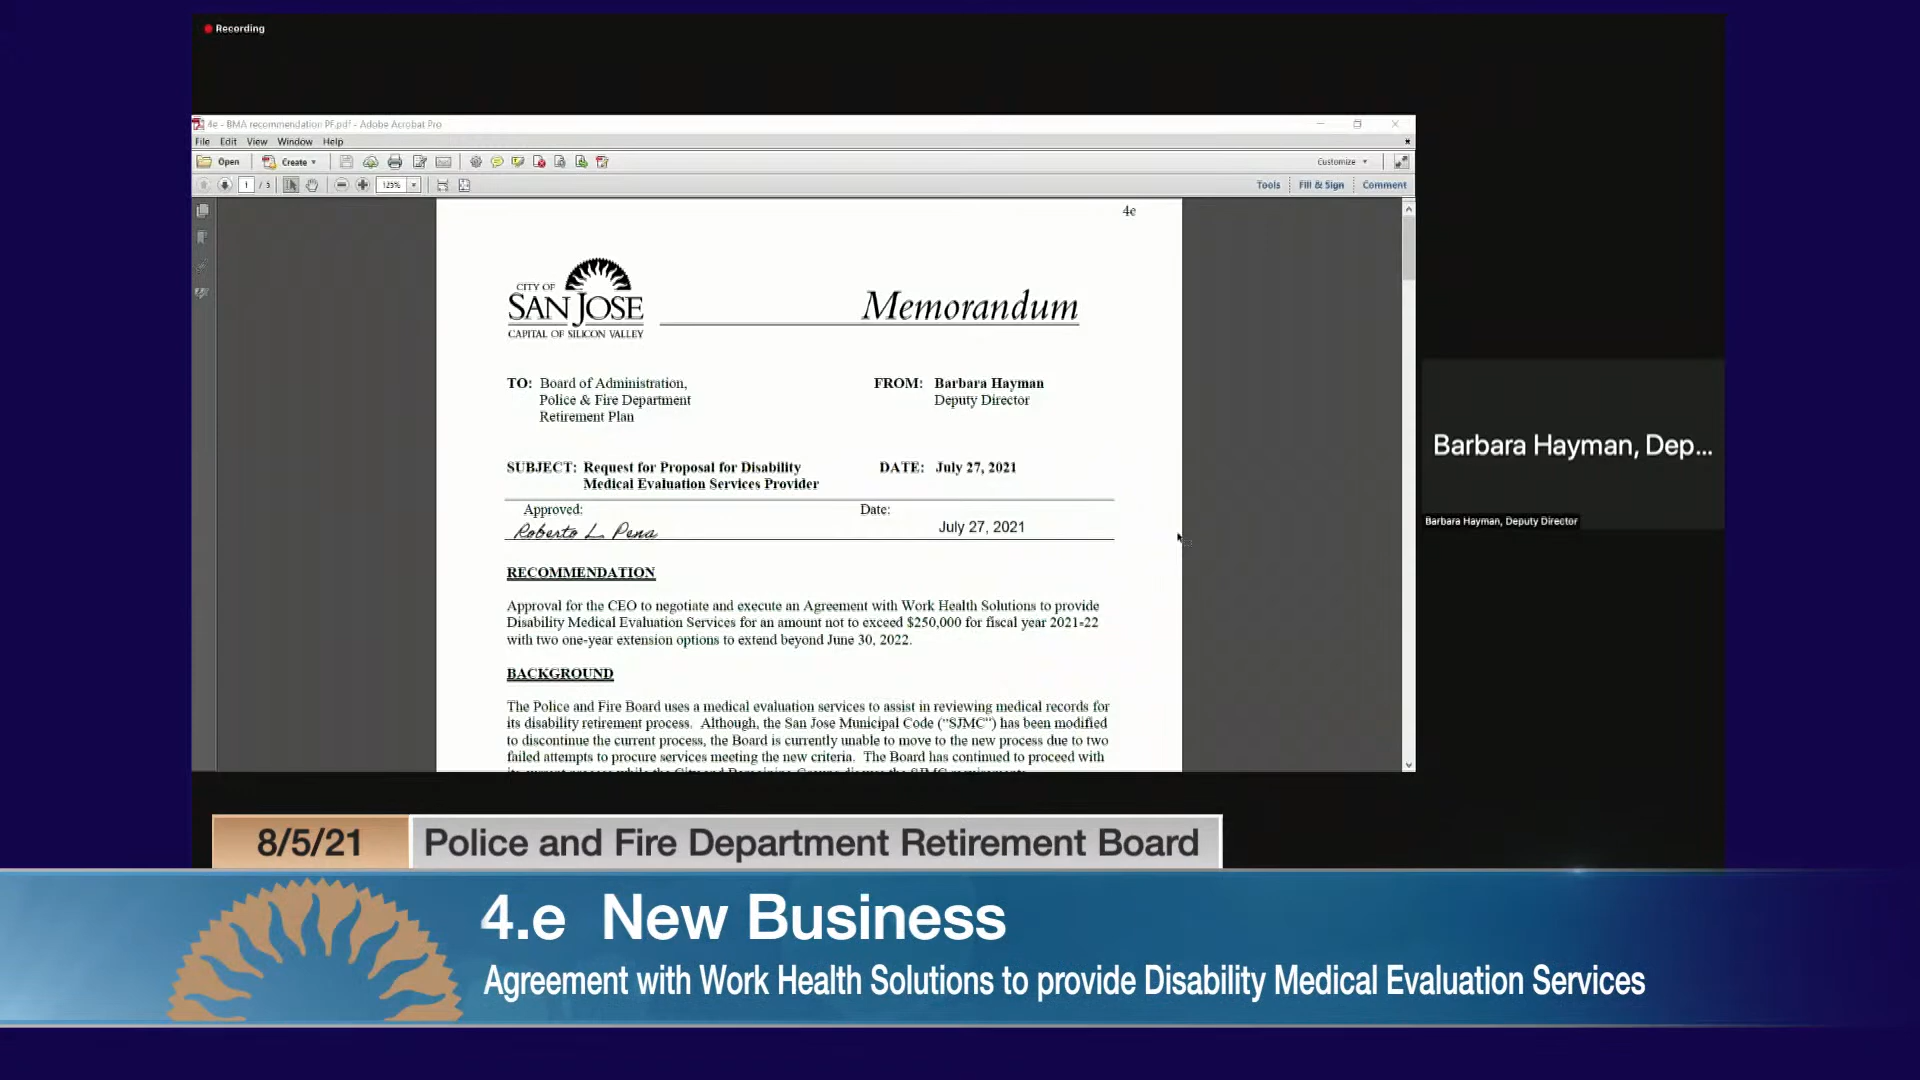 Recording
4e - BMA recommendation PF.pdf - Adobe Acrobat Pro
File Edit View Window Help
Open Create Customize
1 / 3 123% Tools Fill & Sign Comment
4e
CITY OF
SAN JOSE
CAPITAL OF SILICON VALLEY
Memorandum
TO: Board of Administration,
Police & Fire Department
Retirement Plan
FROM: Barbara Hayman
Deputy Director
SUBJECT: Request for Proposal for Disability
Medical Evaluation Services Provider
DATE: July 27, 2021
Approved:
Roberto L. Pena
Date:
July 27, 2021
RECOMMENDATION
Approval for the CEO to negotiate and execute an Agreement with Work Health Solutions to provide
Disability Medical Evaluation Services for an amount not to exceed $250,000 for fiscal year 2021-22
with two one-year extension options to extend beyond June 30, 2022.
BACKGROUND
The Police and Fire Board uses a medical evaluation services to assist in reviewing medical records for
its disability retirement process. Although, the San Jose Municipal Code ("SJMC") has been modified
to discontinue the current process, the Board is currently unable to move to the new process due to two
failed attempts to procure services meeting the new criteria. The Board has continued to proceed with
Barbara Hayman, Dep...
Barbara Hayman, Deputy Director
8/5/21 Police and Fire Department Retirement Board
4.e New Business
Agreement with Work Health Solutions to provide Disability Medical Evaluation Services